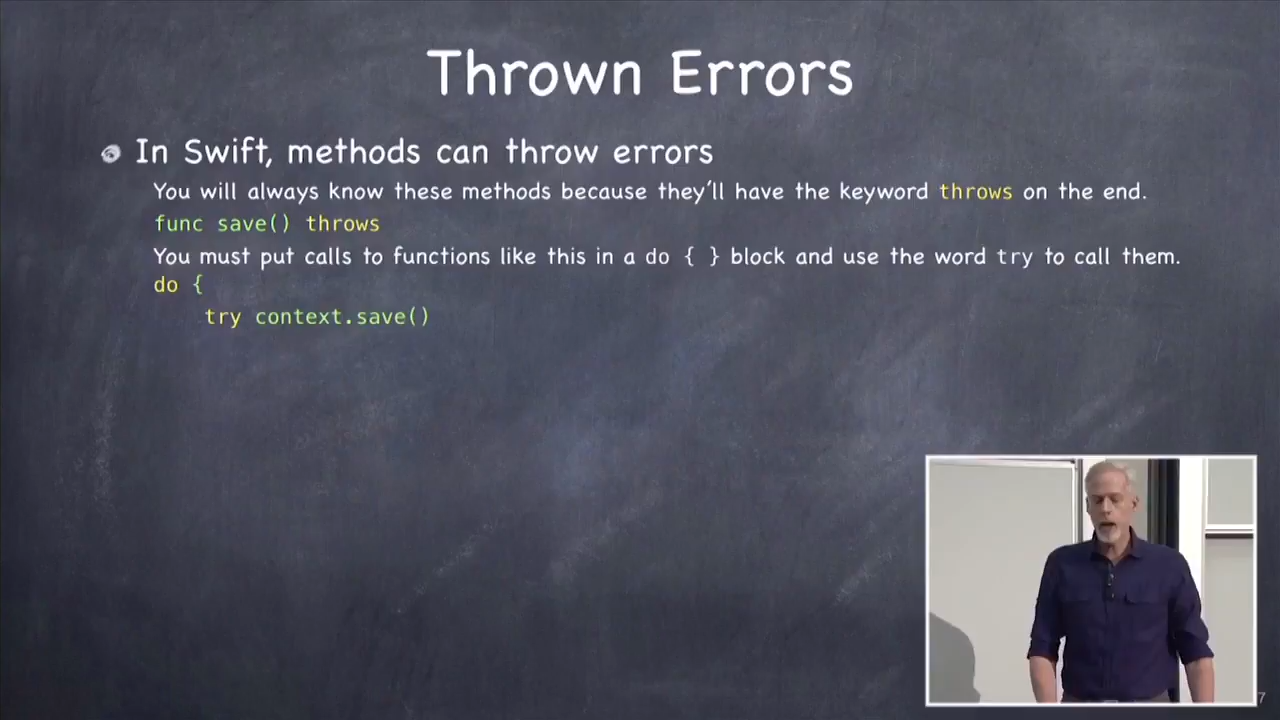 Thrown Errors
In Swift, methods can throw errors
You will always know these methods because they'll have the keyword throws on the end.
func save() throws
You must put calls to functions like this in a do { } block and use the word try to call them.
do {
try context.save()
7